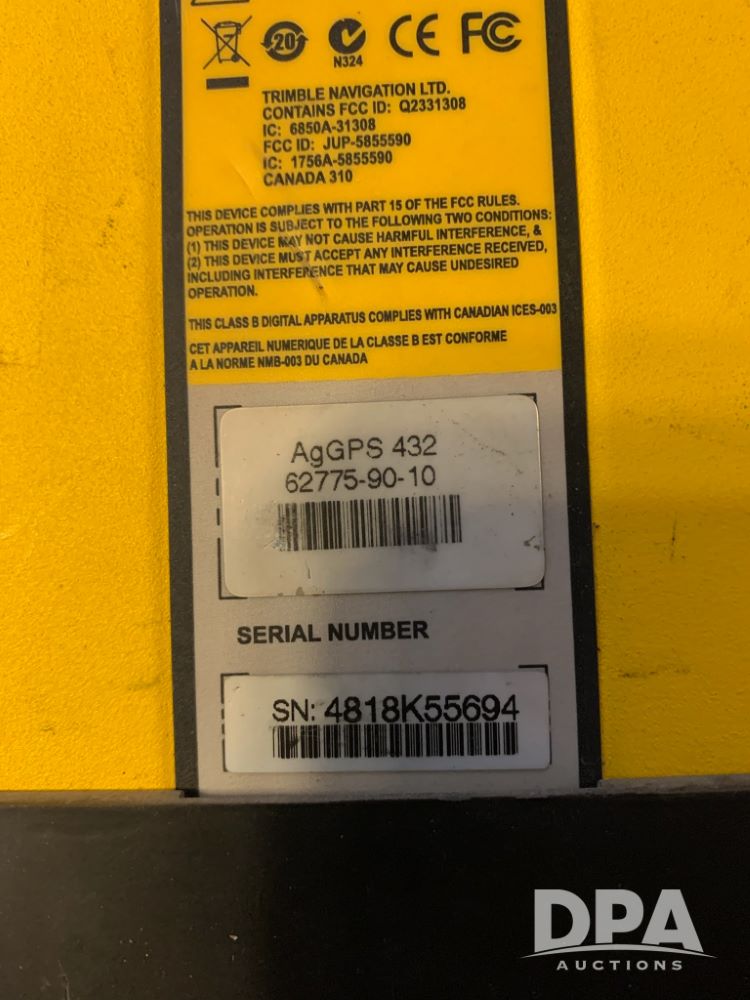 20
N324
CE FC
TRIMBLE NAVIGATION LTD.
CONTAINS FCC ID: Q2331308
IC: 6850A-31308
FCC ID: JUP-5855590
IC: 1756A-5855590
CANADA 310
THIS DEVICE COMPLIES WITH PART 15 OF THE FCC RULES.
OPERATION IS SUBJECT TO THE FOLLOWING TWO CONDITIONS:
(1) THIS DEVICE MAY NOT CAUSE HARMFUL INTERFERENCE, &
(2) THIS DEVICE MUST ACCEPT ANY INTERFERENCE RECEIVED,
INCLUDING INTERFERENCE THAT MAY CAUSE UNDESIRED
OPERATION.
THIS CLASS B DIGITAL APPARATUS COMPLIES WITH CANADIAN ICES-003
CET APPAREIL NUMERIQUE DE LA CLASSE B EST CONFORME
A LA NORME NMB-003 DU CANADA
AgGPS 432
62775-90-10
SERIAL NUMBER
SN: 4818K55694
DPA
AUCTIONS